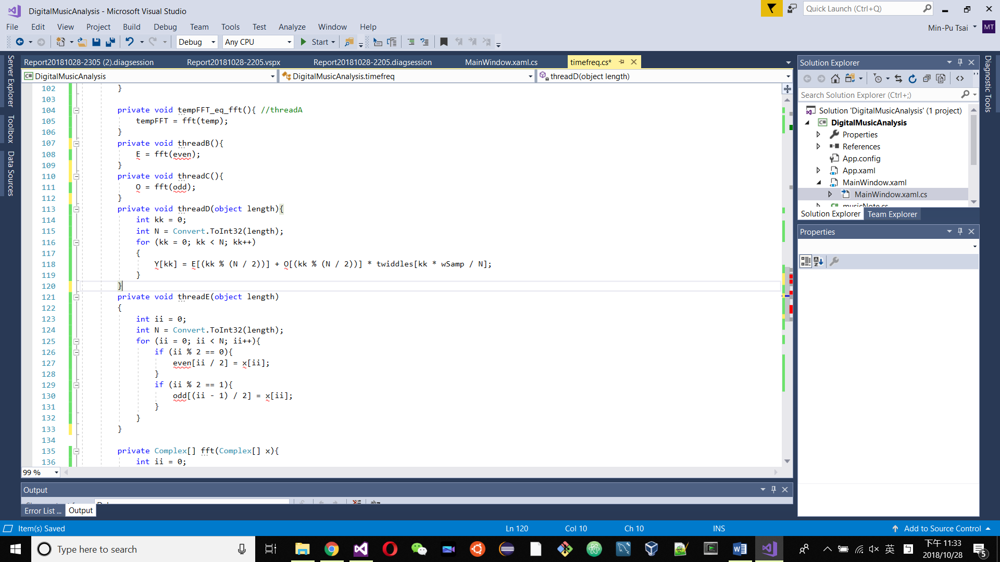 DigitalMusicAnalysis - Microsoft Visual Studio
Quick Launch (Ctrl+Q)
File Edit View Project Build Debug Team Tools Test Analyze Window Help
Min-Pu Tsai MT
Debug Any CPU Start
Server Explorer
Toolbox
Data Sources
Report20181028-2305 (2).diagsession Report20181028-2205.vspx Report20181028-2205.diagsession MainWindow.xaml.cs timefreq.cs*
DigitalMusicAnalysis DigitalMusicAnalysis.timefreq threadD(object length)
102 }
103
104 private void tempFFT_eq_fft(){ //threadA
105 tempFFT = fft(temp);
106 }
107 private void threadB(){
108 E = fft(even);
109 }
110 private void threadC(){
111 O = fft(odd);
112 }
113 private void threadD(object length){
114 int kk = 0;
115 int N = Convert.ToInt32(length);
116 for (kk = 0; kk < N; kk++)
117 {
118 Y[kk] = E[(kk % (N / 2))] + O[(kk % (N / 2))] * twiddles[kk * wSamp / N];
119 }
120 }
121 private void threadE(object length)
122 {
123 int ii = 0;
124 int N = Convert.ToInt32(length);
125 for (ii = 0; ii < N; ii++){
126 if (ii % 2 == 0){
127 even[ii / 2] = x[ii];
128 }
129 if (ii % 2 == 1){
130 odd[(ii - 1) / 2] = x[ii];
131 }
132 }
133 }
134
135 private Complex[] fft(Complex[] x){
136 int ii = 0;
99 %
Output
Error List ... Output
Solution Explorer
Search Solution Explorer (Ctrl+;)
Solution 'DigitalMusicAnalysis' (1 project)
DigitalMusicAnalysis
Properties
References
App.config
App.xaml
MainWindow.xaml
MainWindow.xaml.cs
musicNote.cs
Solution Explorer Team Explorer
Properties
Diagnostic Tools
Item(s) Saved Ln 120 Col 10 Ch 10 INS Add to Source Control
Type here to search
英
下午 11:33
2018/10/28
5